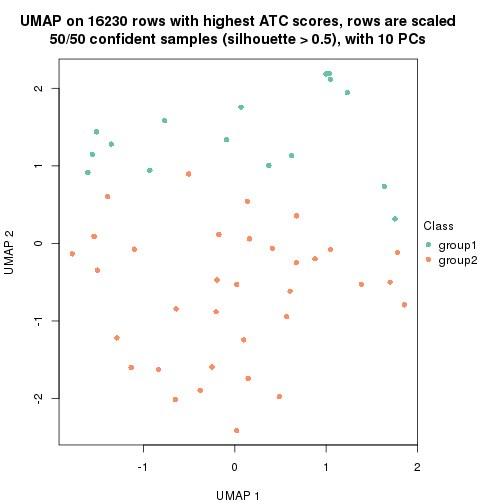 UMAP on 16230 rows with highest ATC scores, rows are scaled
50/50 confident samples (silhouette > 0.5), with 10 PCs
2
1
0
-1
-2
UMAP 2
-1
0
1
2
UMAP 1
Class
group1
group2